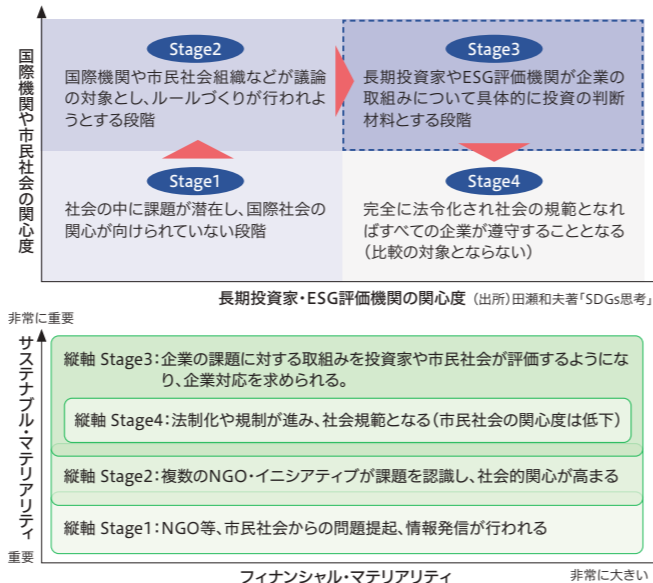 国際機関や市民社会の関心度
Stage2
国際機関や市民社会組織などが議論
の対象とし、ルールづくりが行われよ
うとする段階
Stage3
長期投資家やESG評価機関が企業の
取組みについて具体的に投資の判断
材料とする段階
Stage1
社会の中に課題が潜在し、国際社会の
関心が向けられていない段階
Stage4
完全に法令化され社会の規範となれ
ばすべての企業が遵守することとなる
（比較の対象とならない）
長期投資家・ESG評価機関の関心度 （出所）田瀬和夫著「SDGs思考」
非常に重要
サステナブル・マテリアリティ
縦軸 Stage3：企業の課題に対する取組みを投資家や市民社会が評価するようにな
り、企業対応を求められる。
縦軸 Stage4：法制化や規制が進み、社会規範となる（市民社会の関心度は低下）
縦軸 Stage2：複数のNGO・イニシアティブが課題を認識し、社会的関心が高まる
縦軸 Stage1：NGO等、市民社会からの問題提起、情報発信が行われる
重要
フィナンシャル・マテリアリティ
非常に大きい